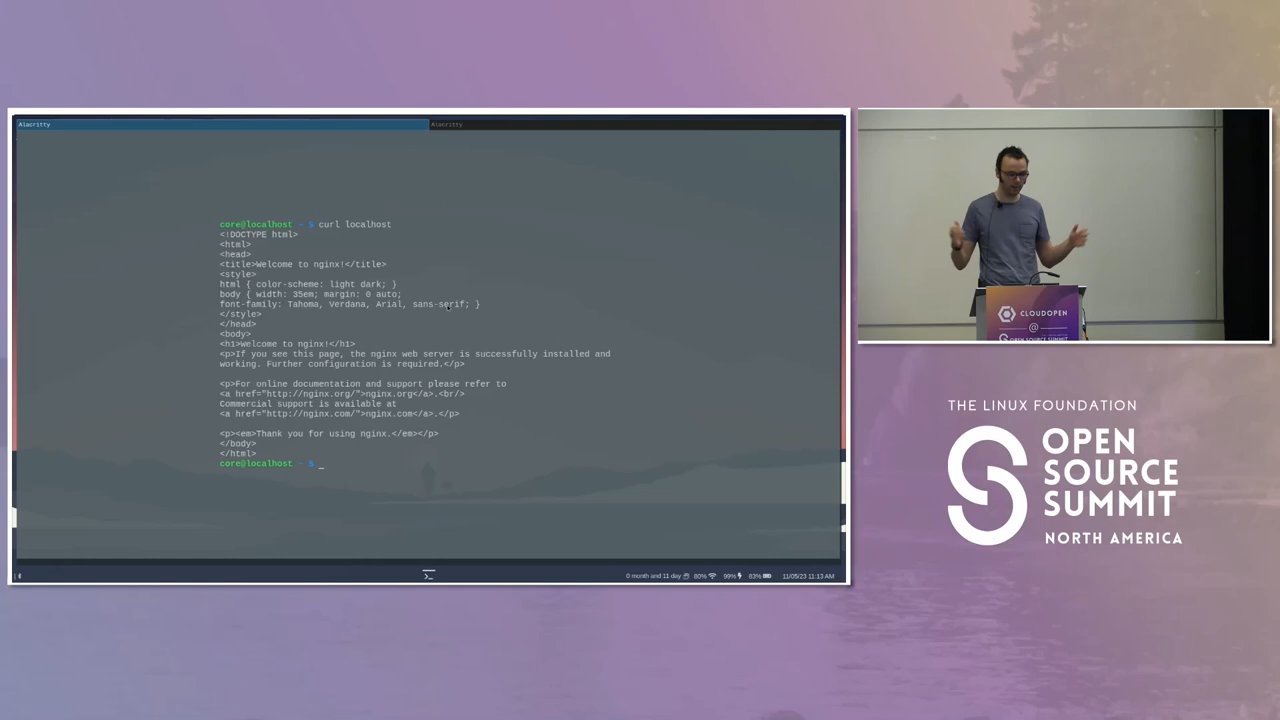 Alacritty
Alacritty
core@localhost ~ $ curl localhost
<!DOCTYPE html>
<html>
<head>
<title>Welcome to nginx!</title>
<style>
html { color-scheme: light dark; }
body { width: 35em; margin: 0 auto;
font-family: Tahoma, Verdana, Arial, sans-serif; }
</style>
</head>
<body>
<h1>Welcome to nginx!</h1>
<p>If you see this page, the nginx web server is successfully installed and
working. Further configuration is required.</p>
<p>For online documentation and support please refer to
<a href="http://nginx.org/">nginx.org</a>.<br/>
Commercial support is available at
<a href="http://nginx.com/">nginx.com</a>.</p>
<p><em>Thank you for using nginx.</em></p>
</body>
</html>
core@localhost ~ $ _
0 month and 11 day 80% 99% 83% 11/05/23 11:13 AM
CLOUDOPEN
@
OPEN SOURCE SUMMIT
THE LINUX FOUNDATION
OPEN
SOURCE
SUMMIT
NORTH AMERICA